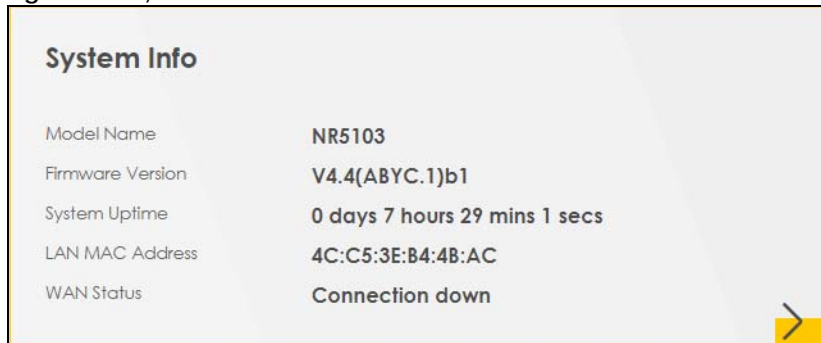 System Info
Model Name NR5103
Firmware Version V4.4(ABYC.1)b1
System Uptime 0 days 7 hours 29 mins 1 secs
LAN MAC Address 4C:C5:3E:B4:4B:AC
WAN Status Connection down